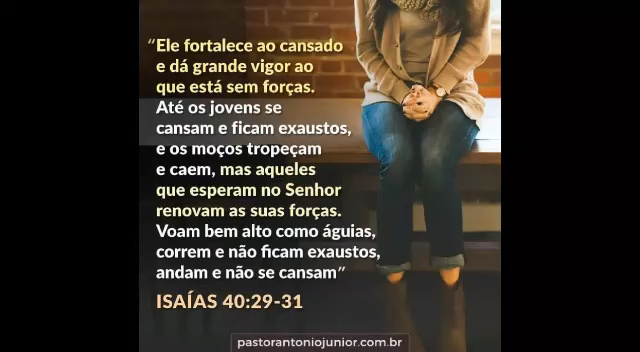 “Ele fortalece ao cansado
e dá grande vigor ao
que está sem forças.
Até os jovens se
cansam e ficam exaustos,
e os moços tropeçam
e caem, mas aqueles
que esperam no Senhor
renovam as suas forças.
Voam bem alto como águias,
correm e não ficam exaustos,
andam e não se cansam”
ISAÍAS 40:29-31
pastorantoniojunior.com.br